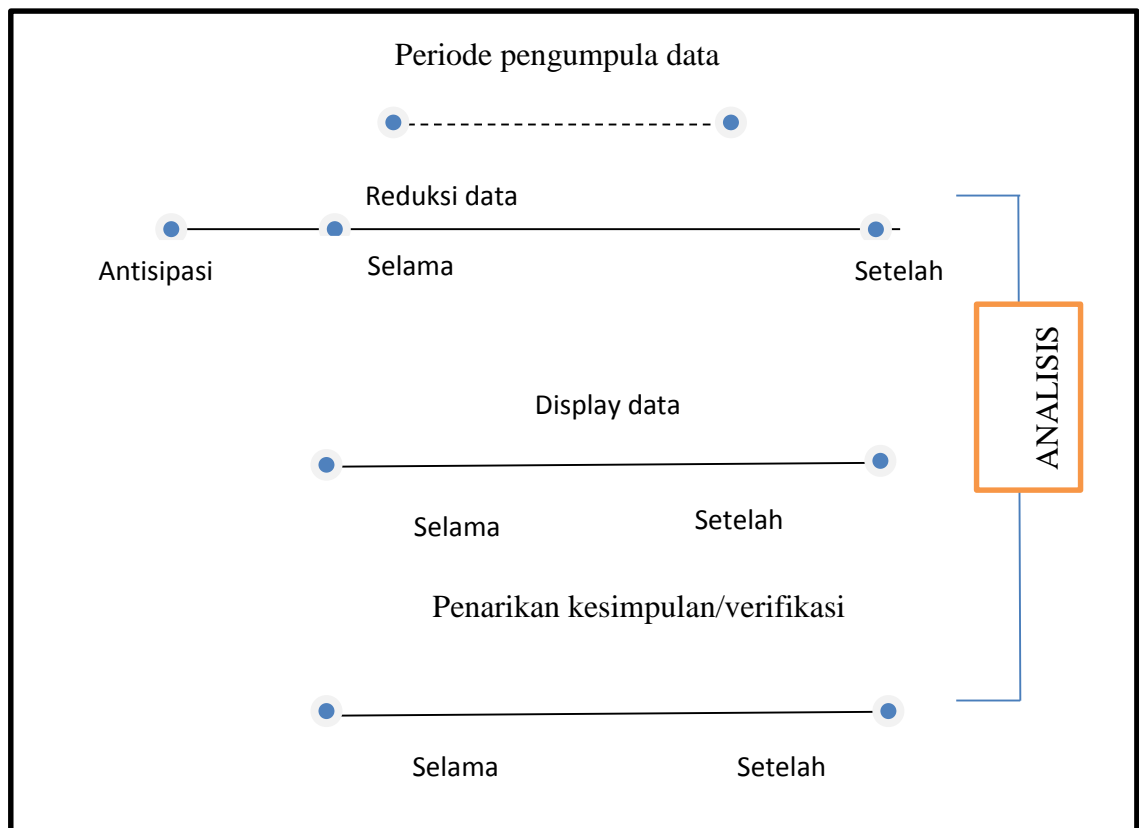 Periode pengumpula data
Reduksi data
Antisipasi
Selama
Setelah
ANALISIS
Display data
Selama
Setelah
Penarikan kesimpulan/verifikasi
Selama
Setelah